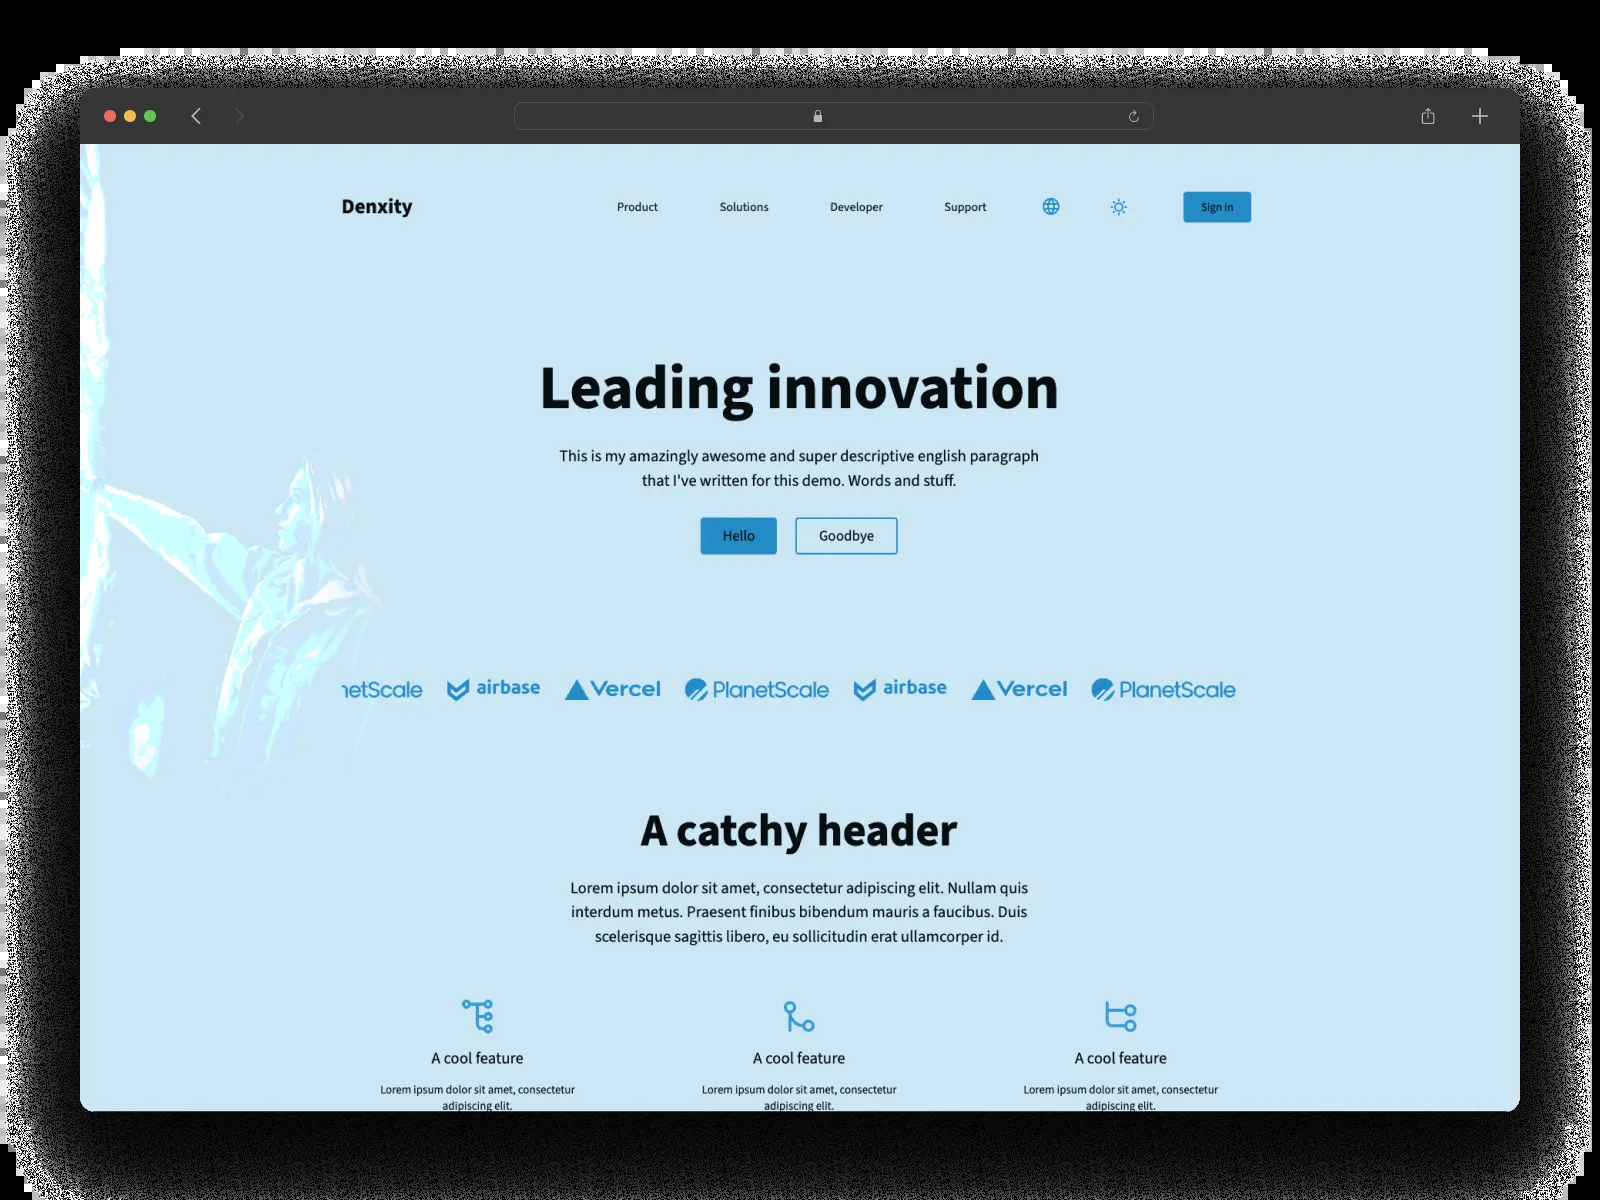 Denxity
Product
Solutions
Developer
Support
Sign in
Leading innovation
This is my amazingly awesome and super descriptive english paragraph
that I've written for this demo. Words and stuff.
Hello
Goodbye
netScale
airbase
Vercel
PlanetScale
airbase
Vercel
PlanetScale
A catchy header
Lorem ipsum dolor sit amet, consectetur adipiscing elit. Nullam quis
interdum metus. Praesent finibus bibendum mauris a faucibus. Duis
scelerisque sagittis libero, eu sollicitudin erat ullamcorper id.
A cool feature
Lorem ipsum dolor sit amet, consectetur
adipiscing elit.
A cool feature
Lorem ipsum dolor sit amet, consectetur
adipiscing elit.
A cool feature
Lorem ipsum dolor sit amet, consectetur
adipiscing elit.